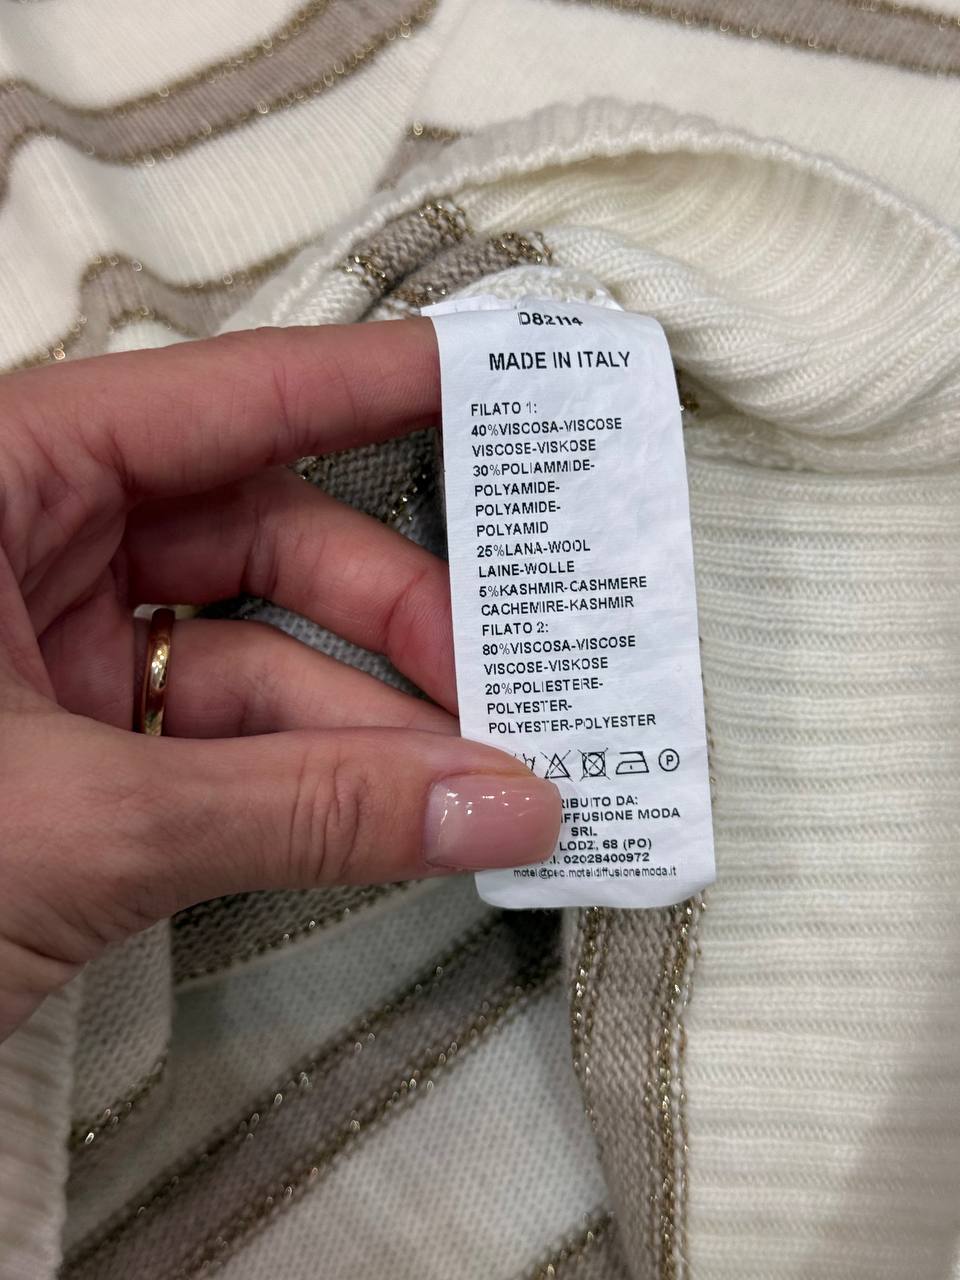 D82114
MADE IN ITALY
FILATO 1:
40%VISCOSA-VISCOSE
VISCOSE-VISKOSE
30%POLIAMMIDE-
POLYAMIDE-
POLYAMIDE-
POLYAMID
25%LANA-WOOL
LAINE-WOLLE
5%KASHMIR-CASHMERE
CACHEMIRE-KASHMIR
FILATO 2:
80%VISCOSA-VISCOSE
VISCOSE-VISKOSE
20%POLIESTERE-
POLYESTER-
POLYESTER-POLYESTER
P
RIBUITO DA:
IFFUSIONE MODA
SRL
LODZ, 68 (PO)
.I. 02028400972
motel@pec.moteldiffusionemoda.it